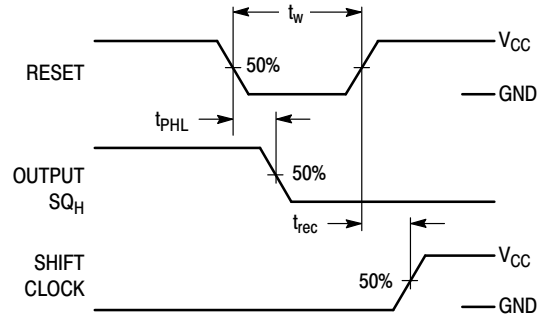 t_w
V_CC
RESET
50%
GND
t_PHL
OUTPUT
SQ_H
50%
t_rec
SHIFT
CLOCK
50%
V_CC
GND